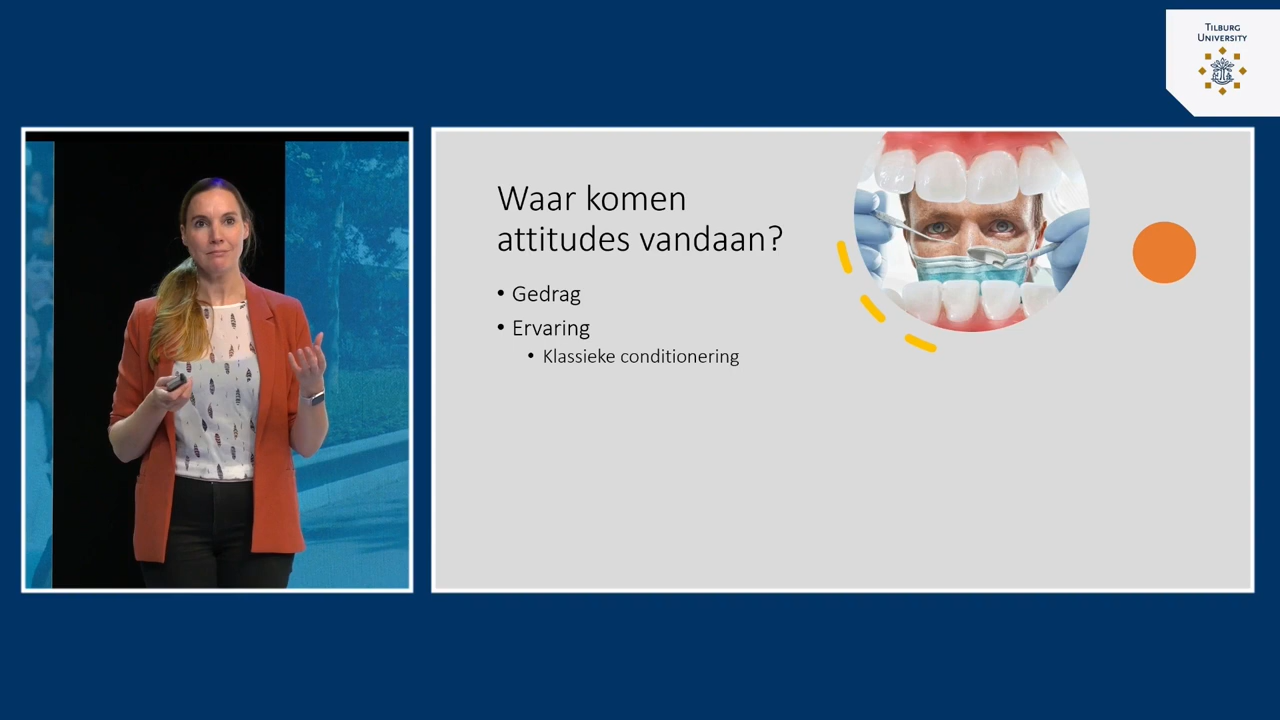 TILBURG
UNIVERSITY
Waar komen
attitudes vandaan?
• Gedrag
• Ervaring
• Klassieke conditionering